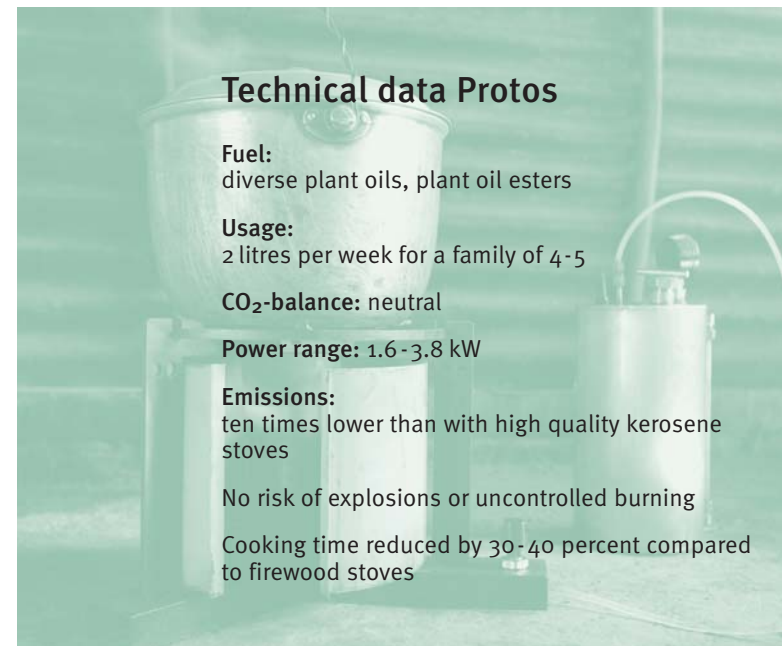 Technical data Protos
Fuel:
diverse plant oils, plant oil esters
Usage:
2 litres per week for a family of 4-5
CO₂-balance: neutral
Power range: 1.6-3.8 kW
Emissions:
ten times lower than with high quality kerosene
stoves
No risk of explosions or uncontrolled burning
Cooking time reduced by 30-40 percent compared
to firewood stoves